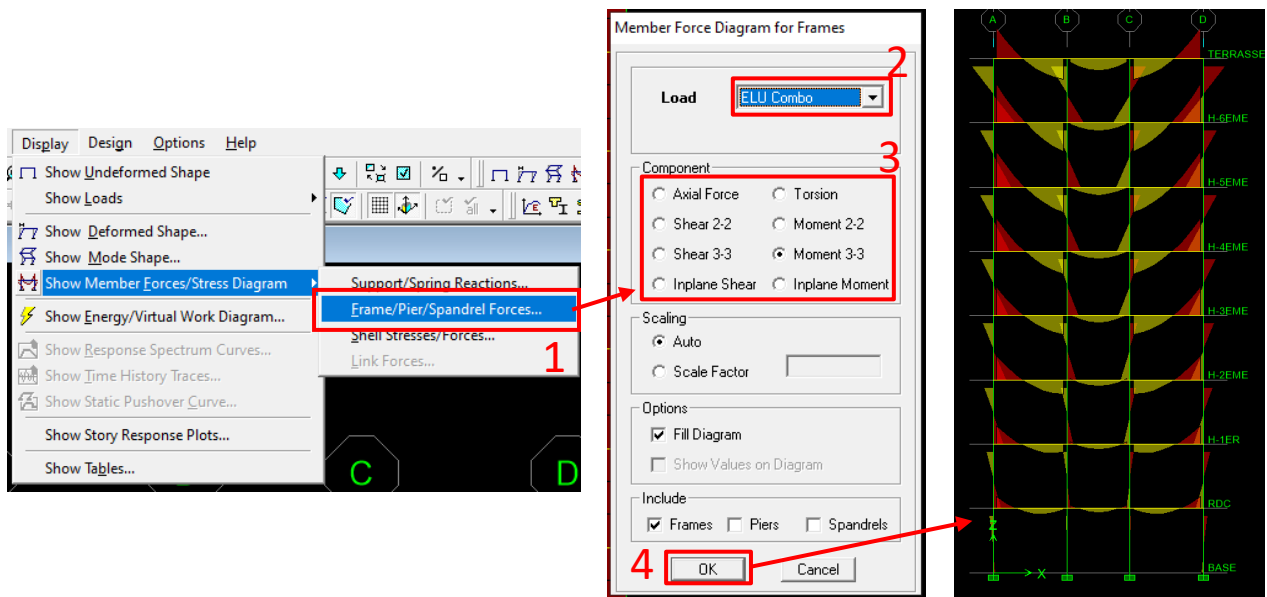 Display Design Options Help
Show Undeformed Shape
Show Loads
Show Deformed Shape...
Show Mode Shape...
Show Member Forces/Stress Diagram
Show Energy/Virtual Work Diagram...
Show Response Spectrum Curves...
Show Time History Traces...
Show Static Pushover Curve...
Show Story Response Plots...
Show Tables...
Support/Spring Reactions...
Frame/Pier/Spandrel Forces...
Shell Stresses/Forces...
Link Forces...
1
C
D
Member Force Diagram for Frames
2
Load ELU Combo
3
Component
Axial Force Torsion
Shear 2-2 Moment 2-2
Shear 3-3 Moment 3-3
Inplane Shear Inplane Moment
Scaling
Auto
Scale Factor
Options
Fill Diagram
Show Values on Diagram
Include
Frames Piers Spandrels
4
OK Cancel
A B C D
TERRASSE
H-6EME
H-5EME
H-4EME
H-3EME
H-2EME
H-1ER
RDC
Z
X
BASE